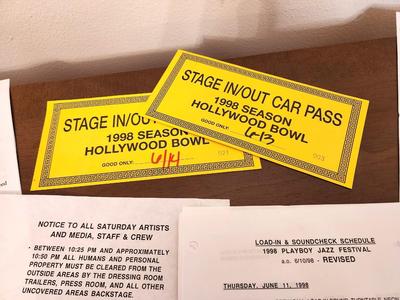 STAGE IN/OUT CAR PASS
1998 SEASON
HOLLYWOOD BOWL
GOOD ONLY: 6-13
003
STAGE IN/OUT
1998 SEASON
HOLLYWOOD BOWL
GOOD ONLY: 6/14
021
NOTICE TO ALL SATURDAY ARTISTS
AND MEDIA, STAFF & CREW
• BETWEEN 10:25 PM AND APPROXIMATELY
10:50 PM ALL HUMANS AND PERSONAL
PROPERTY MUST BE CLEARED FROM THE
OUTSIDE AREAS BY THE DRESSING ROOM
TRAILERS, PRESS ROOM, AND ALL OTHER
UNCOVERED AREAS BACKSTAGE.
LOAD-IN & SOUNDCHECK SCHEDULE
1998 PLAYBOY JAZZ FESTIVAL
a.o. 6/10/98 - REVISED
THURSDAY, JUNE 11, 1998